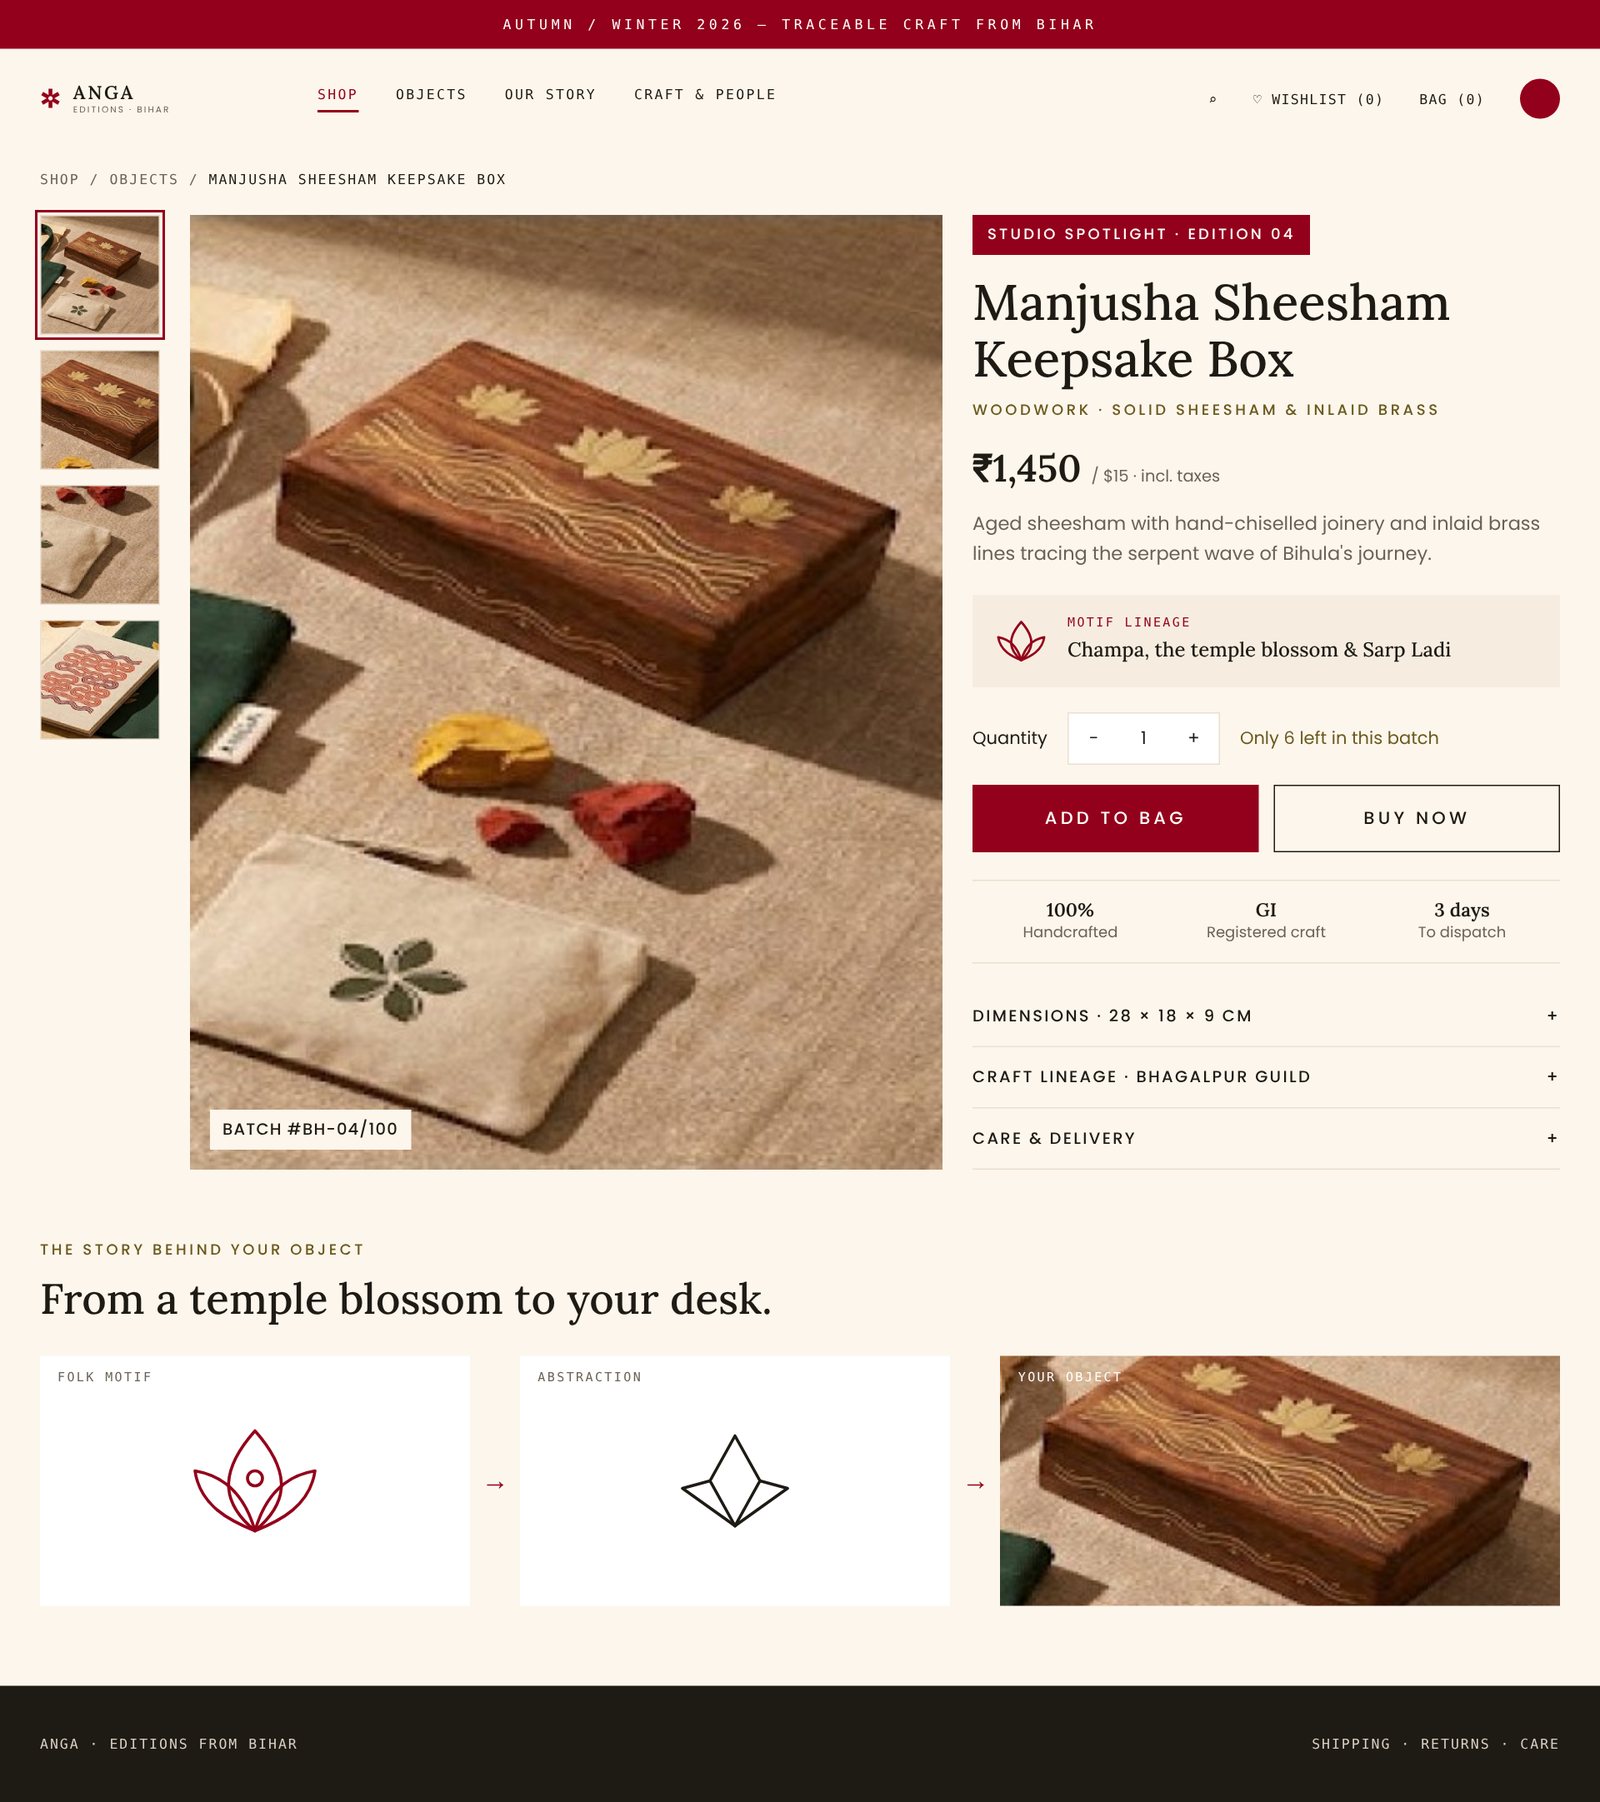 AUTUMN / WINTER 2026 — TRACEABLE CRAFT FROM BIHAR
ANGA
EDITIONS · BIHAR
SHOP
OBJECTS
OUR STORY
CRAFT & PEOPLE
♡ WISHLIST (0)
BAG (0)
SHOP / OBJECTS / MANJUSHA SHEESHAM KEEPSAKE BOX
ANGA
BATCH #BH-04/100
STUDIO SPOTLIGHT · EDITION 04
Manjusha Sheesham
Keepsake Box
WOODWORK · SOLID SHEESHAM & INLAID BRASS
₹1,450 / $15 · incl. taxes
Aged sheesham with hand-chiselled joinery and inlaid brass
lines tracing the serpent wave of Bihula's journey.
MOTIF LINEAGE
Champa, the temple blossom & Sarp Ladi
Quantity - 1 + Only 6 left in this batch
ADD TO BAG
BUY NOW
100%
Handcrafted
GI
Registered craft
3 days
To dispatch
DIMENSIONS · 28 × 18 × 9 CM +
CRAFT LINEAGE · BHAGALPUR GUILD +
CARE & DELIVERY +
THE STORY BEHIND YOUR OBJECT
From a temple blossom to your desk.
FOLK MOTIF
→
ABSTRACTION
→
YOUR OBJECT
ANGA · EDITIONS FROM BIHAR
SHIPPING · RETURNS · CARE